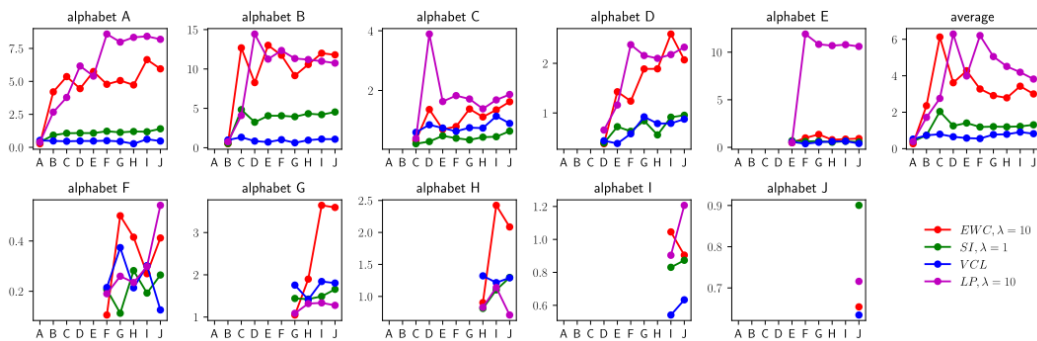 alphabet A
alphabet B
alphabet C
alphabet D
alphabet E
average
7.5
5.0
2.5
0.0
A B C D E F G H I J
15
10
5
0
A B C D E F G H I J
4
2
A B C D E F G H I J
2
1
A B C D E F G H I J
10
5
0
A B C D E F G H I J
6
4
2
0
A B C D E F G H I J
alphabet F
alphabet G
alphabet H
alphabet I
alphabet J
0.4
0.2
A B C D E F G H I J
3
2
1
A B C D E F G H I J
2.0
1.5
1.0
A B C D E F G H I J
1.2
1.0
0.8
0.6
A B C D E F G H I J
0.9
0.8
0.7
A B C D E F G H I J
EWC, λ = 10
SI, λ = 1
VCL
LP, λ = 10